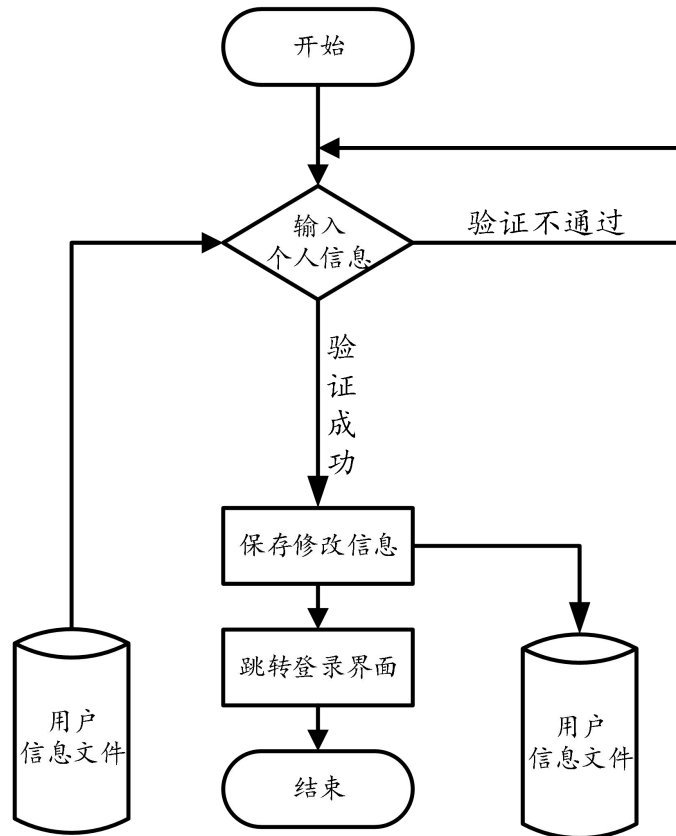 开始
输入
个人信息
验证不通过
验
证
成
功
保存修改信息
跳转登录界面
用户
信息文件
用户
信息文件
结束